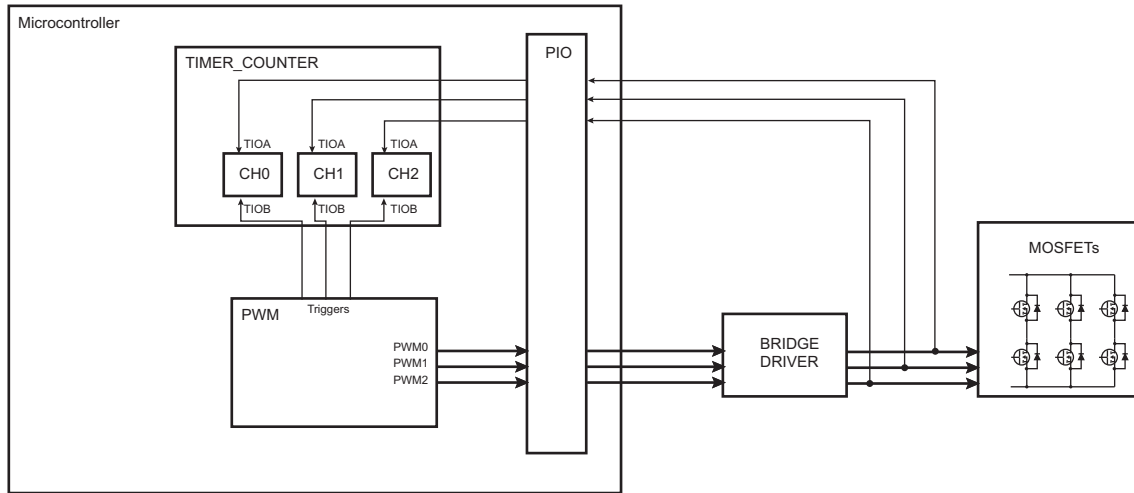 Microcontroller
TIMER_COUNTER
PIO
TIOA
TIOA
TIOA
CH0
CH1
CH2
TIOB
TIOB
TIOB
MOSFETs
Triggers
PWM
PWM0
PWM1
PWM2
BRIDGE
DRIVER